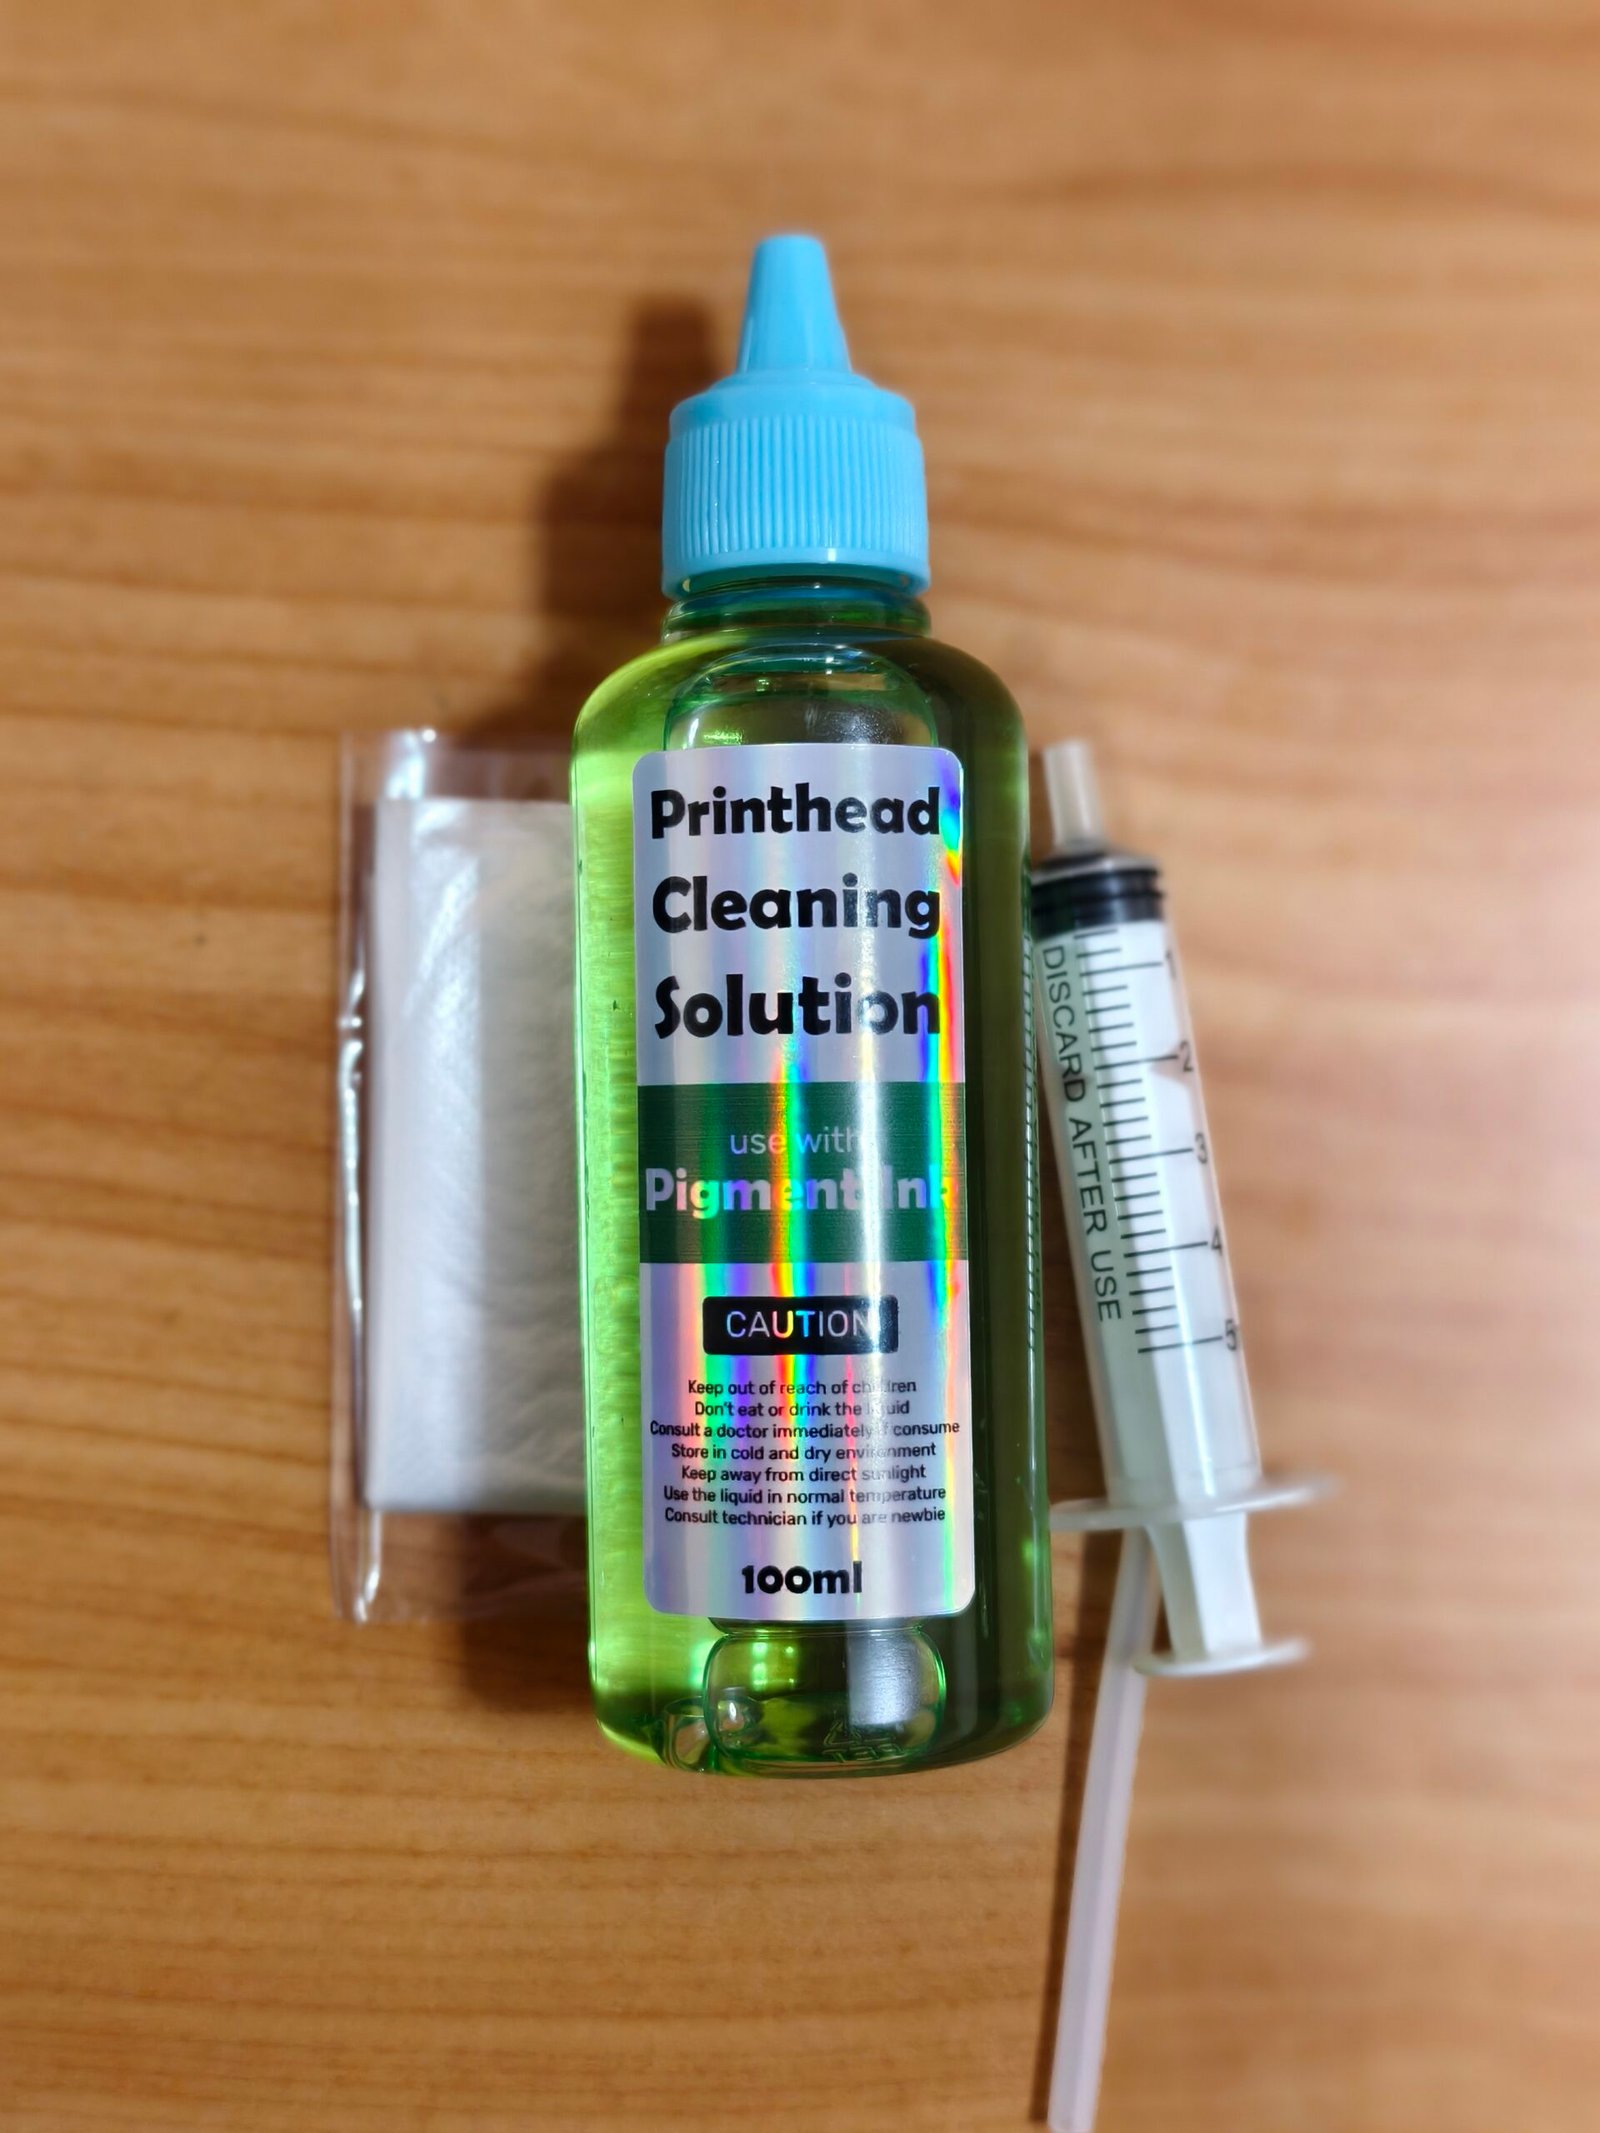 Printhead
Cleaning
Solution
use with
Pigment Ink
CAUTION
Keep out of reach of children
Don't eat or drink the liquid
Consult a doctor immediately if consume
Store in cold and dry environment
Keep away from direct sunlight
Use the liquid in normal temperature
Consult technician if you are newbie
100ml
1
2
3
4
5
DISCARD AFTER USE